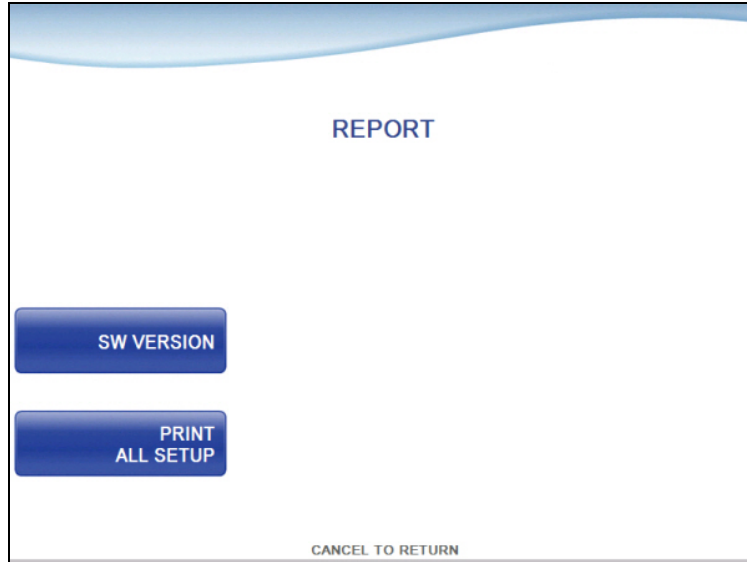 REPORT
SW VERSION
PRINT
ALL SETUP
CANCEL TO RETURN